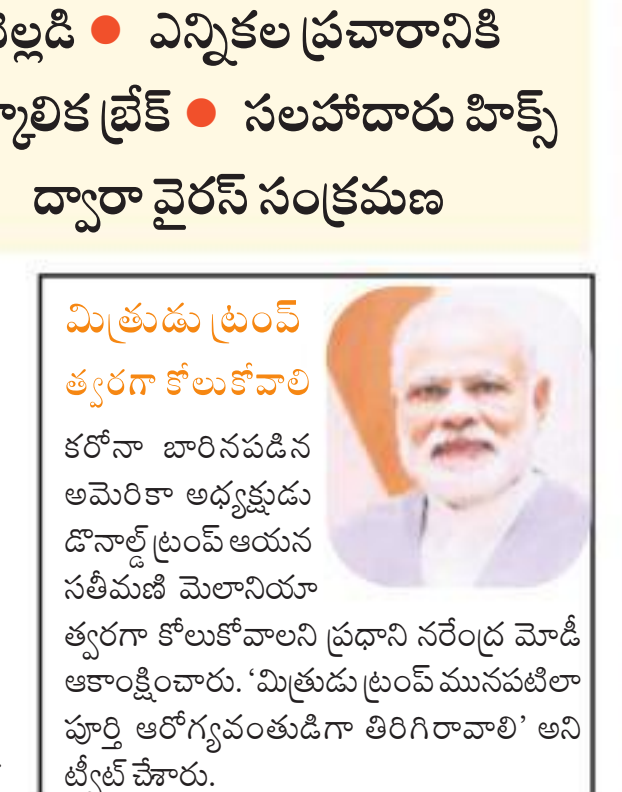 ఎన్నికల ప్రచారానికి
బ్రేక్ ● సలహాదారు హిక్స్
ద్వారా వైరస్ సంక్రమణ
మిత్రుడు ట్రంప్
త్వరగా కోలుకోవాలి
కరోనా బారినపడిన
అమెరికా అధ్యక్షుడు
డొనాల్డ్ ట్రంప్ ఆయన
సతీమణి మెలానియా
త్వరగా కోలుకోవాలని ప్రధాని నరేంద్ర మోడీ
ఆకాంక్షించారు. ‘మిత్రుడు ట్రంప్ మునపటిలా
పూర్తి ఆరోగ్యవంతుడిగా తిరిగిరావాలి’ అని
ట్వీట్ చేశారు.